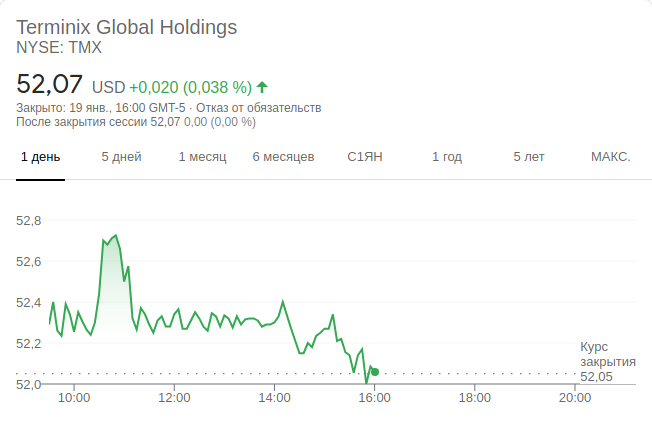 Terminix Global Holdings
NYSE: TMX
52,07 USD +0,020 (0,038 %)
Закрыто: 19 янв., 16:00 GMT-5 · Отказ от обязательств
После закрытия сессии 52,07 0,00 (0,00 %)
1 день 5 дней 1 месяц 6 месяцев С1ЯН 1 год 5 лет МАКС.
52,8
52,6
52,4
52,2
52,0
Курс
закрытия
52,05
10:00 12:00 14:00 16:00 18:00 20:00